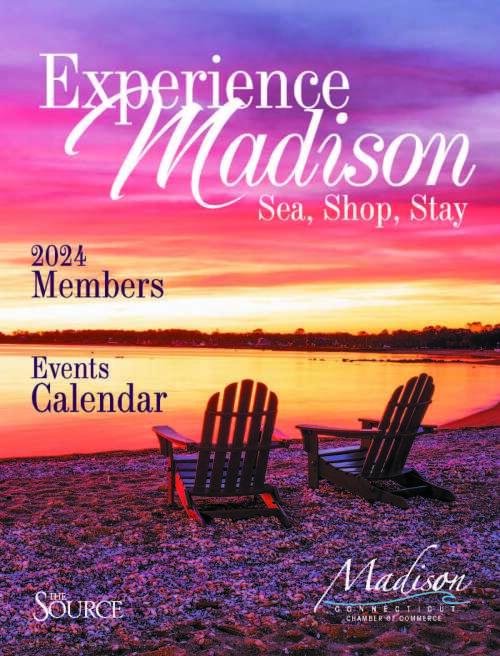 Experience
Madison
Sea, Shop, Stay
2024
Members
Events
Calendar
THE
SOURCE
Madison
CONNECTICUT
CHAMBER OF COMMERCE